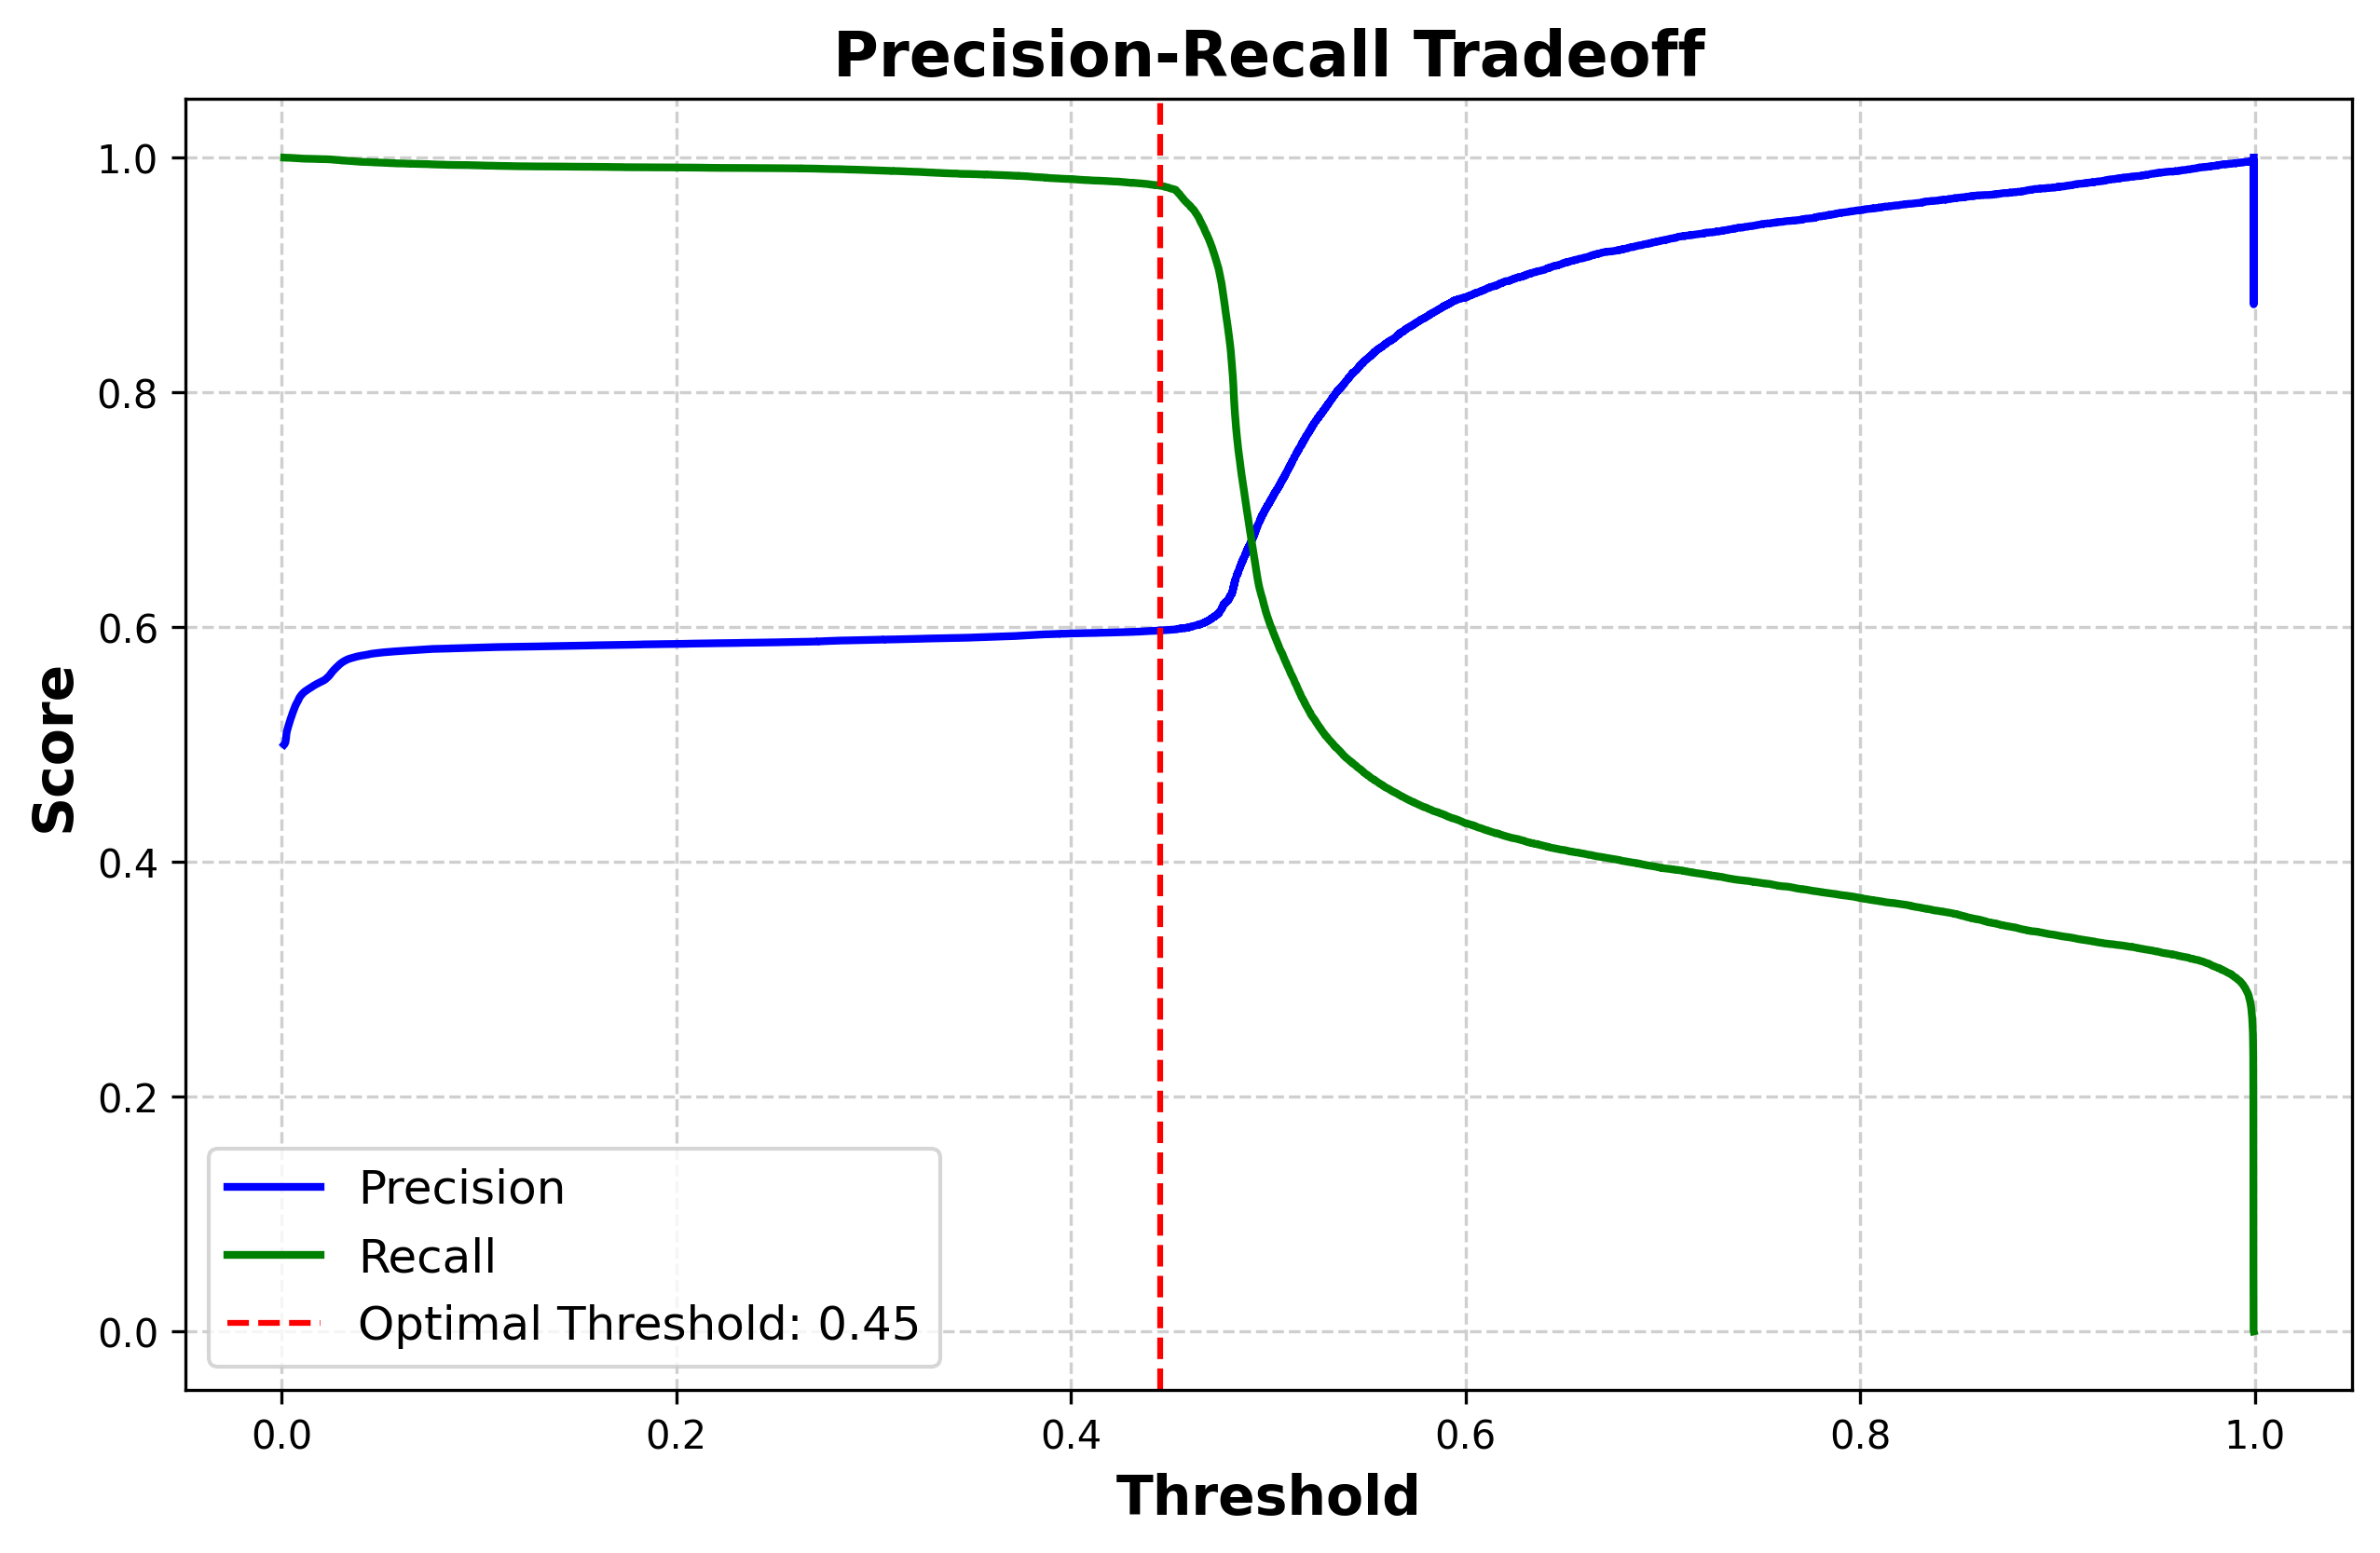 Precision-Recall Tradeoff
Score
1.0
0.8
0.6
0.4
0.2
0.0
Precision
Recall
Optimal Threshold: 0.45
0.0 0.2 0.4 0.6 0.8 1.0
Threshold